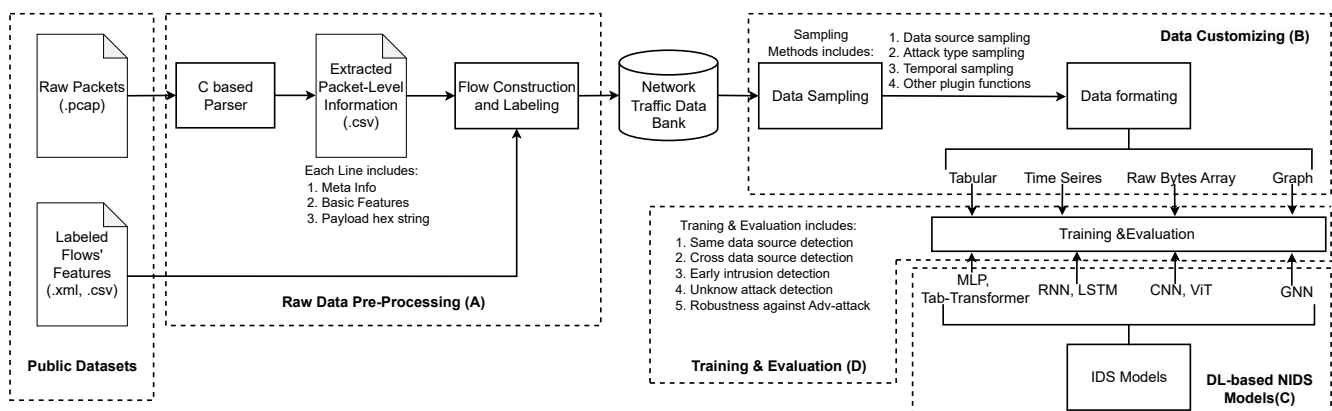 Raw Packets
(.pcap)
Labeled
Flows'
Features
(.xml, .csv)
Public Datasets
C based
Parser
Extracted
Packet-Level
Information
(.csv)
Each Line includes:
1. Meta Info
2. Basic Features
3. Payload hex string
Flow Construction
and Labeling
Raw Data Pre-Processing (A)
Network
Traffic Data
Bank
Sampling
Methods includes:
1. Data source sampling
2. Attack type sampling
3. Temporal sampling
4. Other plugin functions
Data Customizing (B)
Data Sampling
Data formating
Tabular
Time Seires
Raw Bytes Array
Graph
Traning & Evaluation includes:
1. Same data source detection
2. Cross data source detection
3. Early intrusion detection
4. Unknow attack detection
5. Robustness against Adv-attack
Training &Evaluation
Training & Evaluation (D)
MLP,
Tab-Transformer
RNN, LSTM
CNN, ViT
GNN
IDS Models
DL-based NIDS
Models(C)